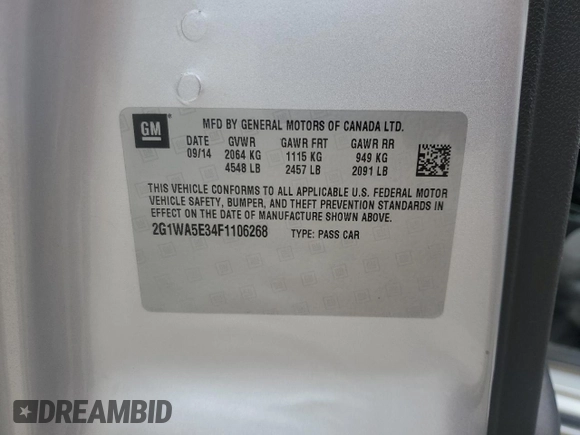 GM
MFD BY GENERAL MOTORS OF CANADA LTD.
DATE GVWR GAWR FRT GAWR RR
09/14 2064 KG 1115 KG 949 KG
4548 LB 2457 LB 2091 LB
THIS VEHICLE CONFORMS TO ALL APPLICABLE U.S. FEDERAL MOTOR
VEHICLE SAFETY, BUMPER, AND THEFT PREVENTION STANDARDS IN
EFFECT ON THE DATE OF MANUFACTURE SHOWN ABOVE.
2G1WA5E34F1106268 TYPE: PASS CAR
DREAMBID